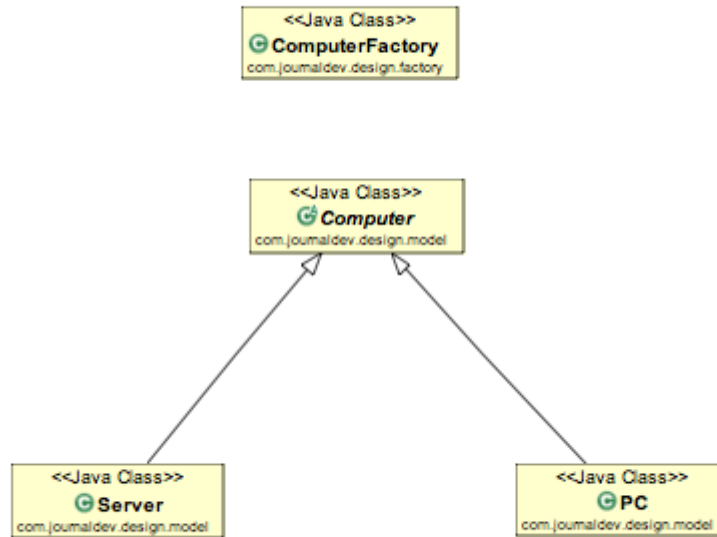 <<Java Class>>
ComputerFactory
com.journaldev.design.factory
<<Java Class>>
Computer
com.journaldev.design.model
<<Java Class>>
Server
com.journaldev.design.model
<<Java Class>>
PC
com.journaldev.design.model